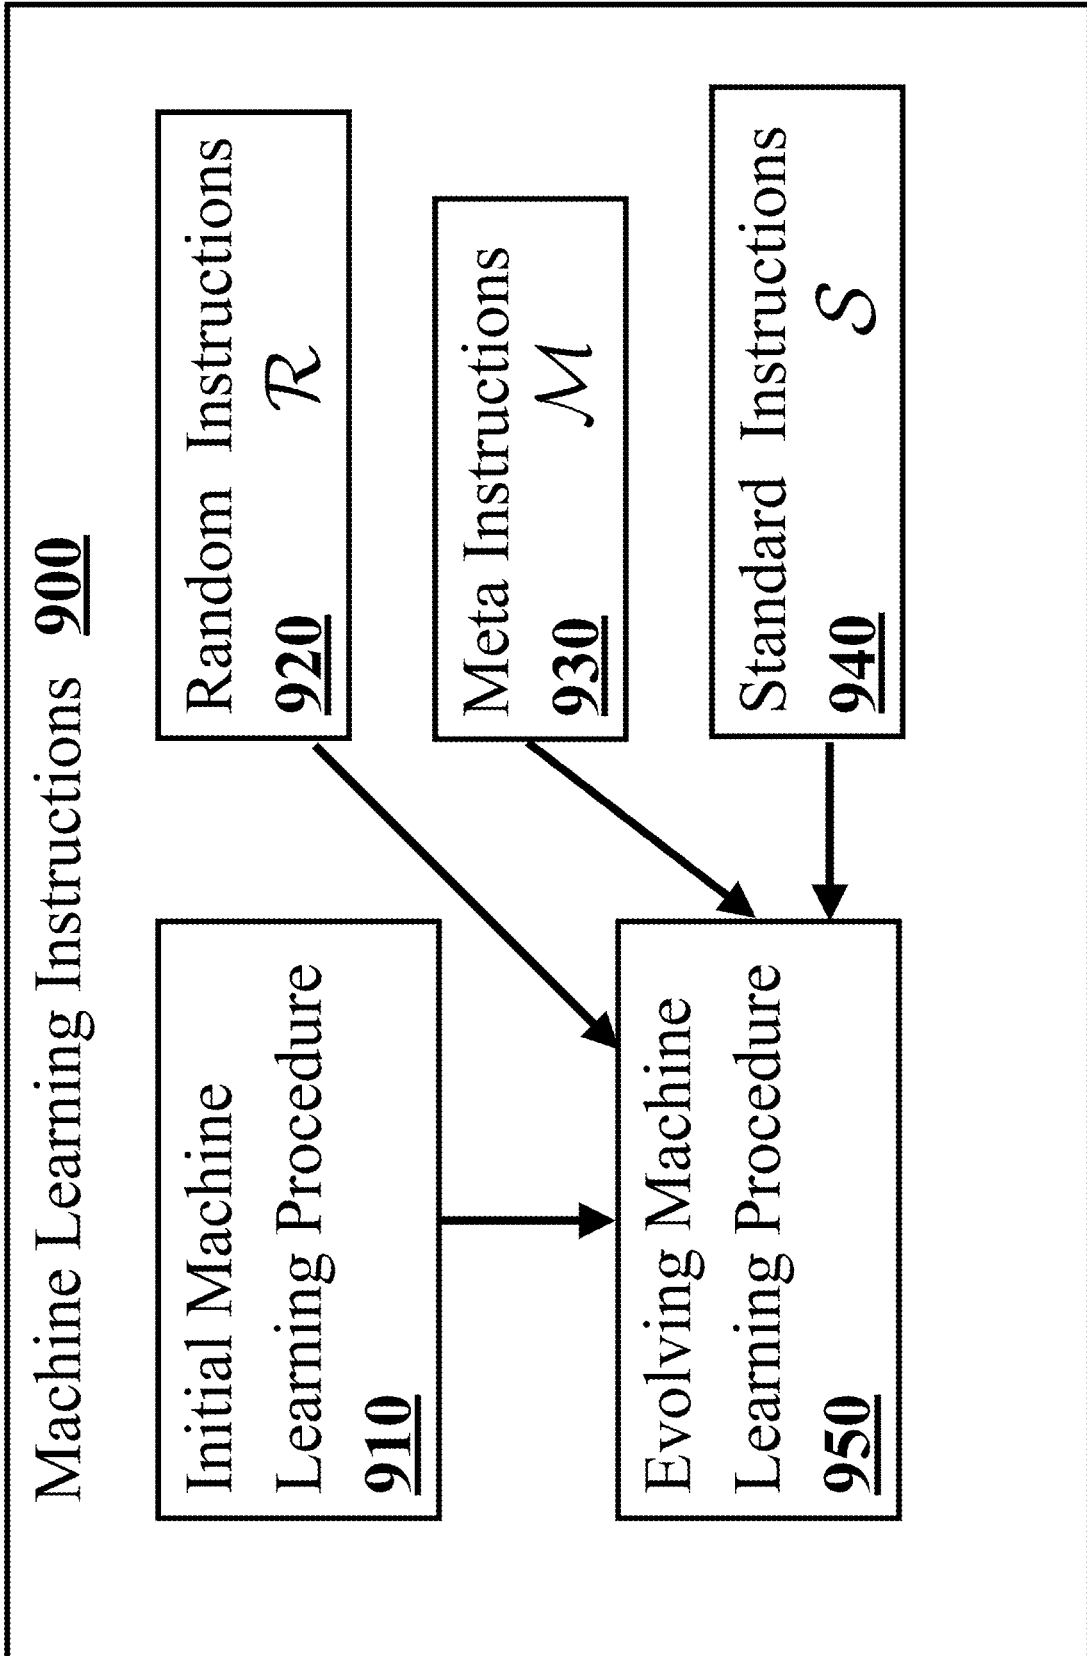 Machine Learning Instructions 900
Initial Machine
Learning Procedure
910
Random Instructions
920 ℛ
Meta Instructions
930 ℳ
Evolving Machine
Learning Procedure
950
Standard Instructions
940 𝒮